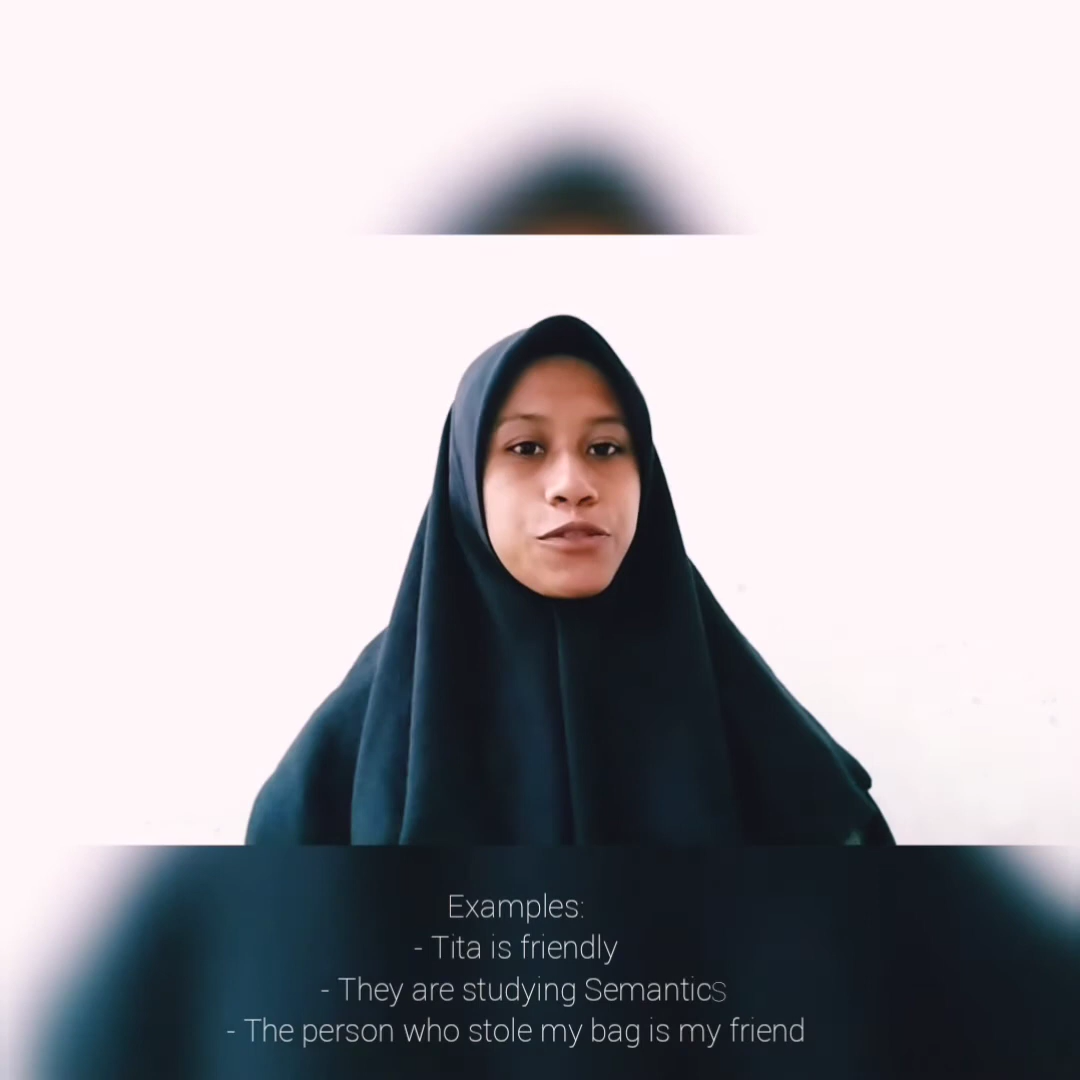 Examples:
- Tita is friendly
- They are studying Semantics
- The person who stole my bag is my friend